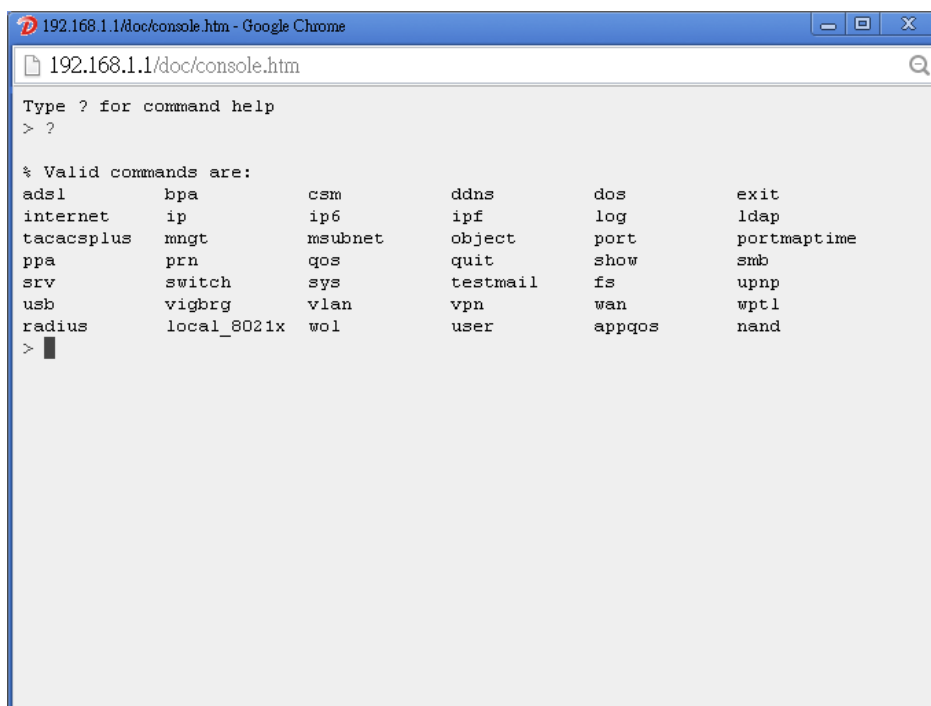 192.168.1.1/doc/console.htm - Google Chrome
192.168.1.1/doc/console.htm
Type ? for command help
> ?
% Valid commands are:
adsl bpa csm ddns dos exit
internet ip ip6 ipf log ldap
tacacsplus mngt msubnet object port portmaptime
ppa prn qos quit show smb
srv switch sys testmail fs upnp
usb vigbrg vlan vpn wan wptl
radius local_8021x wol user appqos nand
>